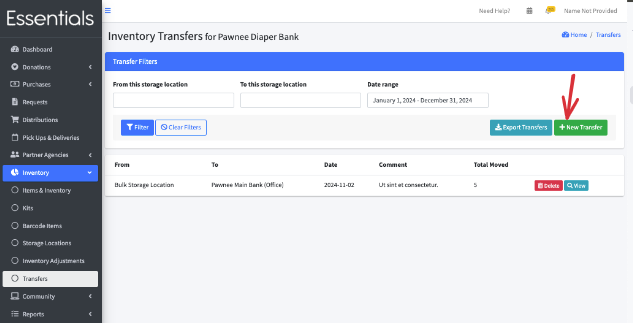 ESSENTIALS
Need Help?
Name Not Provided
Inventory Transfers for Pawnee Diaper Bank
Home / Transfers
Dashboard
Donations
Purchases
Requests
Distributions
Pick Ups & Deliveries
Partner Agencies
Inventory
Items & Inventory
Kits
Barcode Items
Storage Locations
Inventory Adjustments
Transfers
Community
Reports
Transfer Filters
From this storage location To this storage location Date range
January 1, 2024 - December 31, 2024
Filter Clear Filters Export Transfers New Transfer
From To Date Comment Total Moved
Bulk Storage Location Pawnee Main Bank (Office) 2024-11-02 Ut sint et consectetur. 5 Delete View